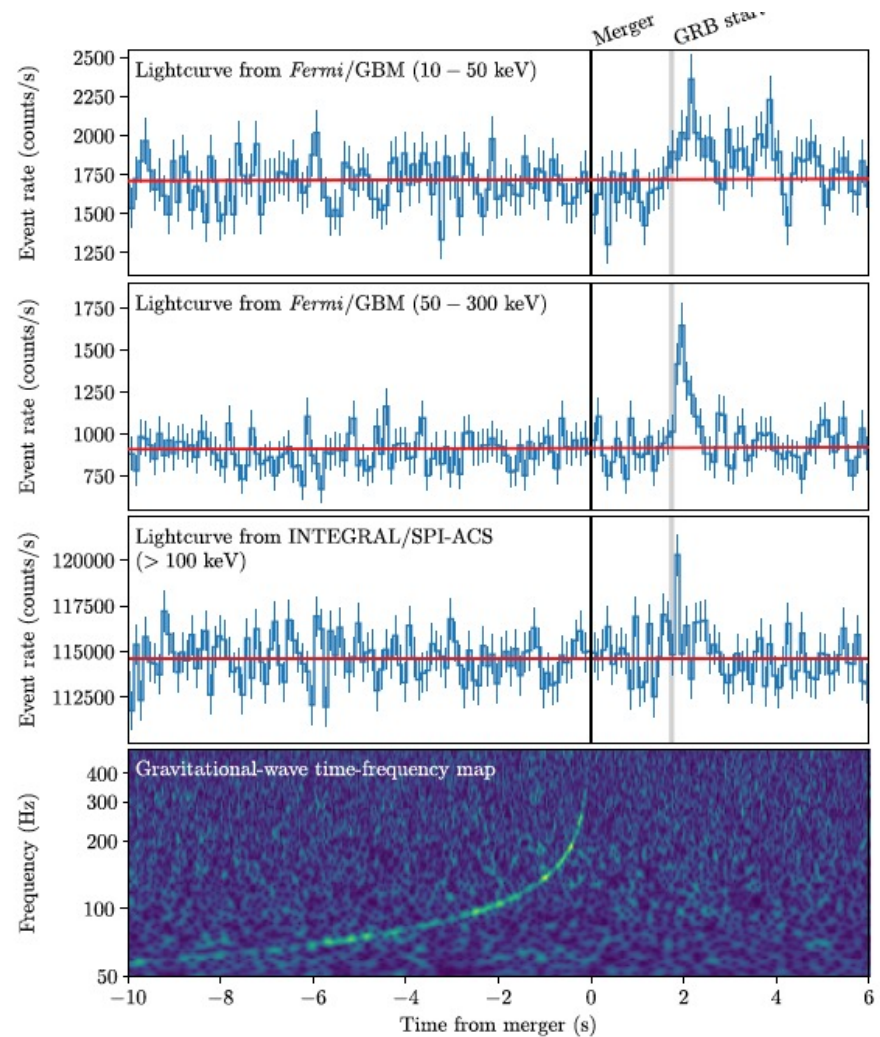 Merger
GRB
2500
Lightcurve from Fermi/GBM (10 − 50 keV)
2250
2000
1750
1500
1250
Event rate (counts/s)
Lightcurve from Fermi/GBM (50 − 300 keV)
1750
1500
1250
1000
750
Event rate (counts/s)
Lightcurve from INTEGRAL/SPI-ACS
(> 100 keV)
120000
117500
115000
112500
Event rate (counts/s)
Gravitational-wave time-frequency map
400
300
200
100
50
Frequency (Hz)
−10 −8 −6 −4 −2 0 2 4 6
Time from merger (s)